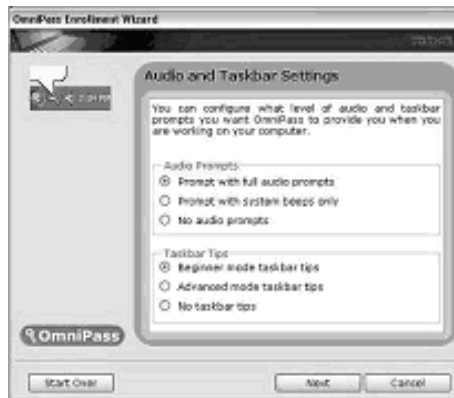 OmniPass Enrollment Wizard
Audio and Taskbar Settings
You can configure what level of audio and taskbar
prompts you want OmniPass to provide you when you
are working on your computer.
Audio Prompts
Prompt with full audio prompts
Prompt with system beeps only
No audio prompts
Taskbar Tips
Beginner mode taskbar tips
Advanced mode taskbar tips
No taskbar tips
OmniPass
Start Over
Next
Cancel